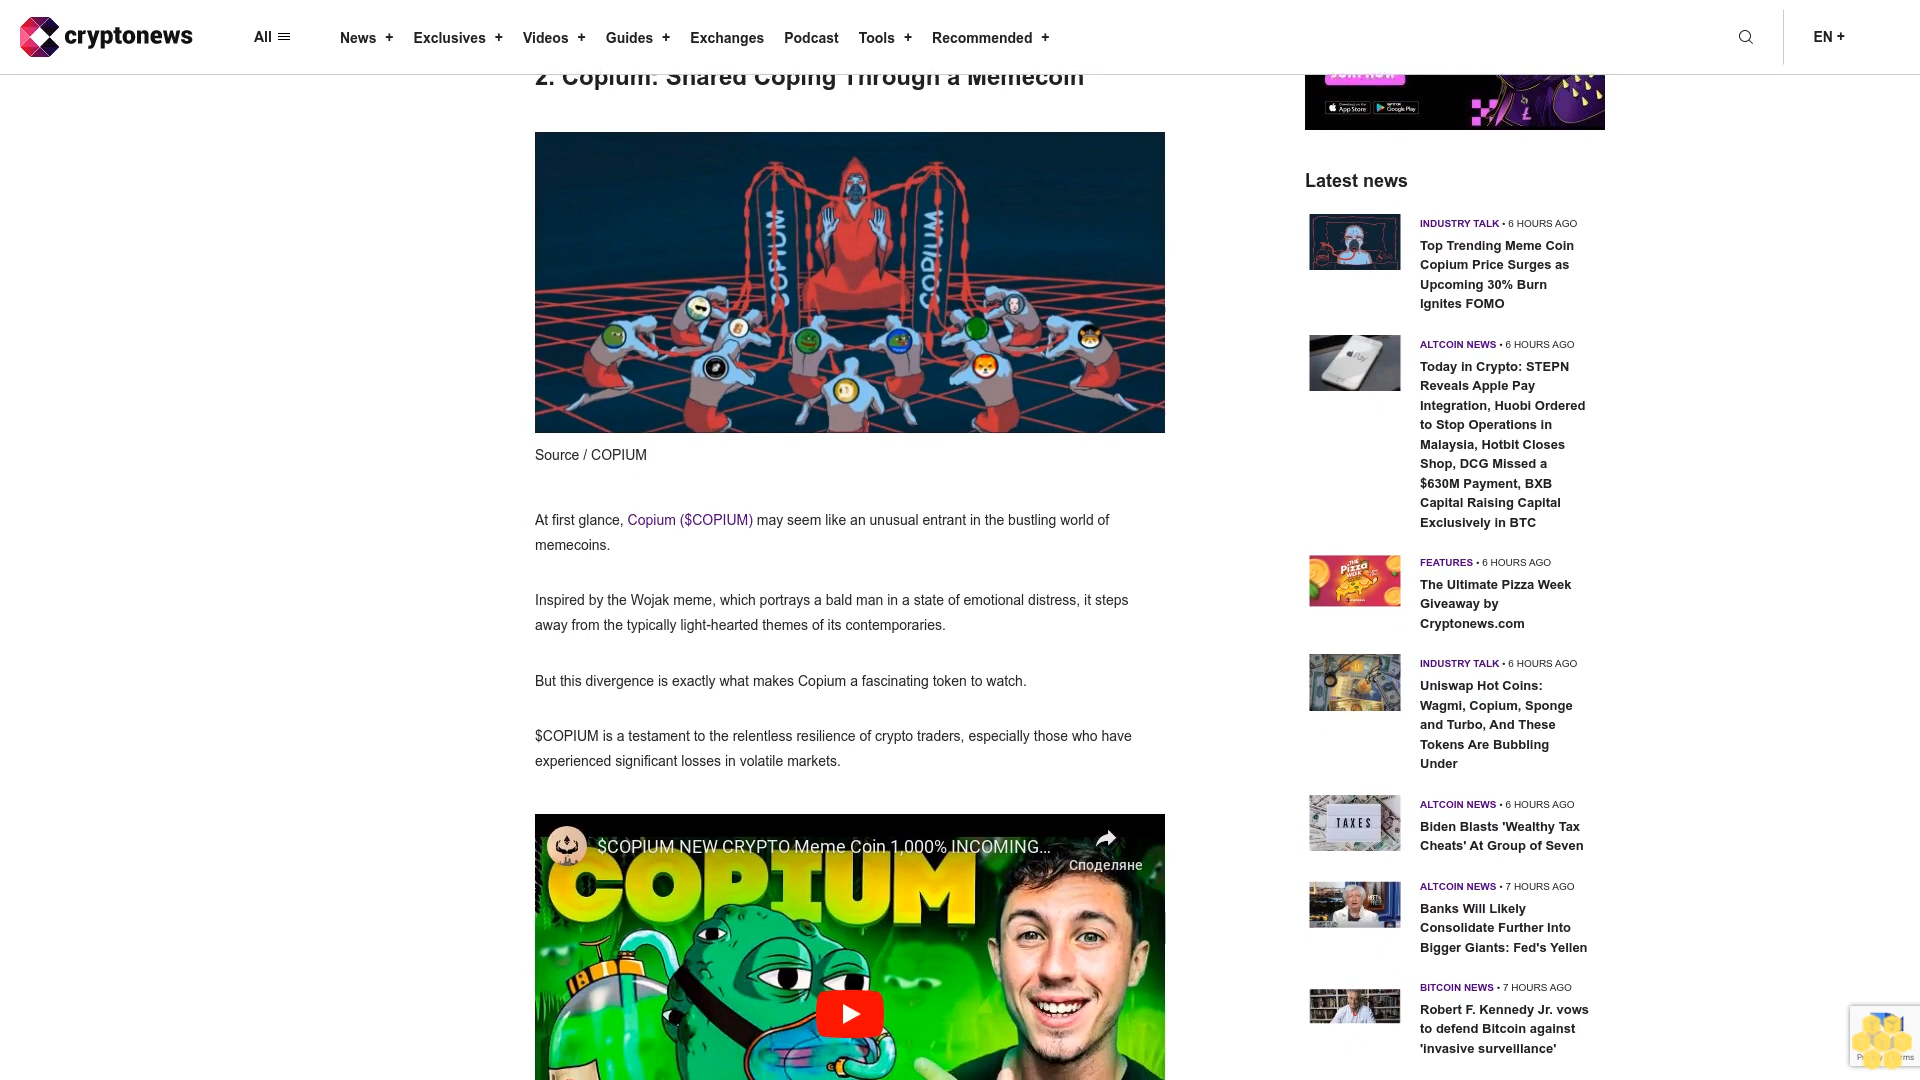 cryptonews
All
News +
Exclusives +
Videos +
Guides +
Exchanges
Podcast
Tools +
Recommended +
EN +
2. Copium: Shared Coping Through a Memecoin
COPIUM
COPIUM
Source / COPIUM
At first glance, Copium ($COPIUM) may seem like an unusual entrant in the bustling world of
memecoins.
Inspired by the Wojak meme, which portrays a bald man in a state of emotional distress, it steps
away from the typically light-hearted themes of its contemporaries.
But this divergence is exactly what makes Copium a fascinating token to watch.
$COPIUM is a testament to the relentless resilience of crypto traders, especially those who have
experienced significant losses in volatile markets.
$COPIUM NEW CRYPTO Meme Coin 1,000% INCOMING...
Споделяне
COPIUM
JOIN NOW
App Store
Google Play
Latest news
INDUSTRY TALK • 6 HOURS AGO
Top Trending Meme Coin
Copium Price Surges as
Upcoming 30% Burn
Ignites FOMO
Pay
ALTCOIN NEWS • 6 HOURS AGO
Today in Crypto: STEPN
Reveals Apple Pay
Integration, Huobi Ordered
to Stop Operations in
Malaysia, Hotbit Closes
Shop, DCG Missed a
$630M Payment, BXB
Capital Raising Capital
Exclusively in BTC
THE
Pizza
WEEK
FEATURES • 6 HOURS AGO
The Ultimate Pizza Week
Giveaway by
Cryptonews.com
INDUSTRY TALK • 6 HOURS AGO
Uniswap Hot Coins:
Wagmi, Copium, Sponge
and Turbo, And These
Tokens Are Bubbling
Under
TAXES
ALTCOIN NEWS • 6 HOURS AGO
Biden Blasts 'Wealthy Tax
Cheats' At Group of Seven
ALTCOIN NEWS • 7 HOURS AGO
Banks Will Likely
Consolidate Further Into
Bigger Giants: Fed's Yellen
BITCOIN NEWS • 7 HOURS AGO
Robert F. Kennedy Jr. vows
to defend Bitcoin against
'invasive surveillance'